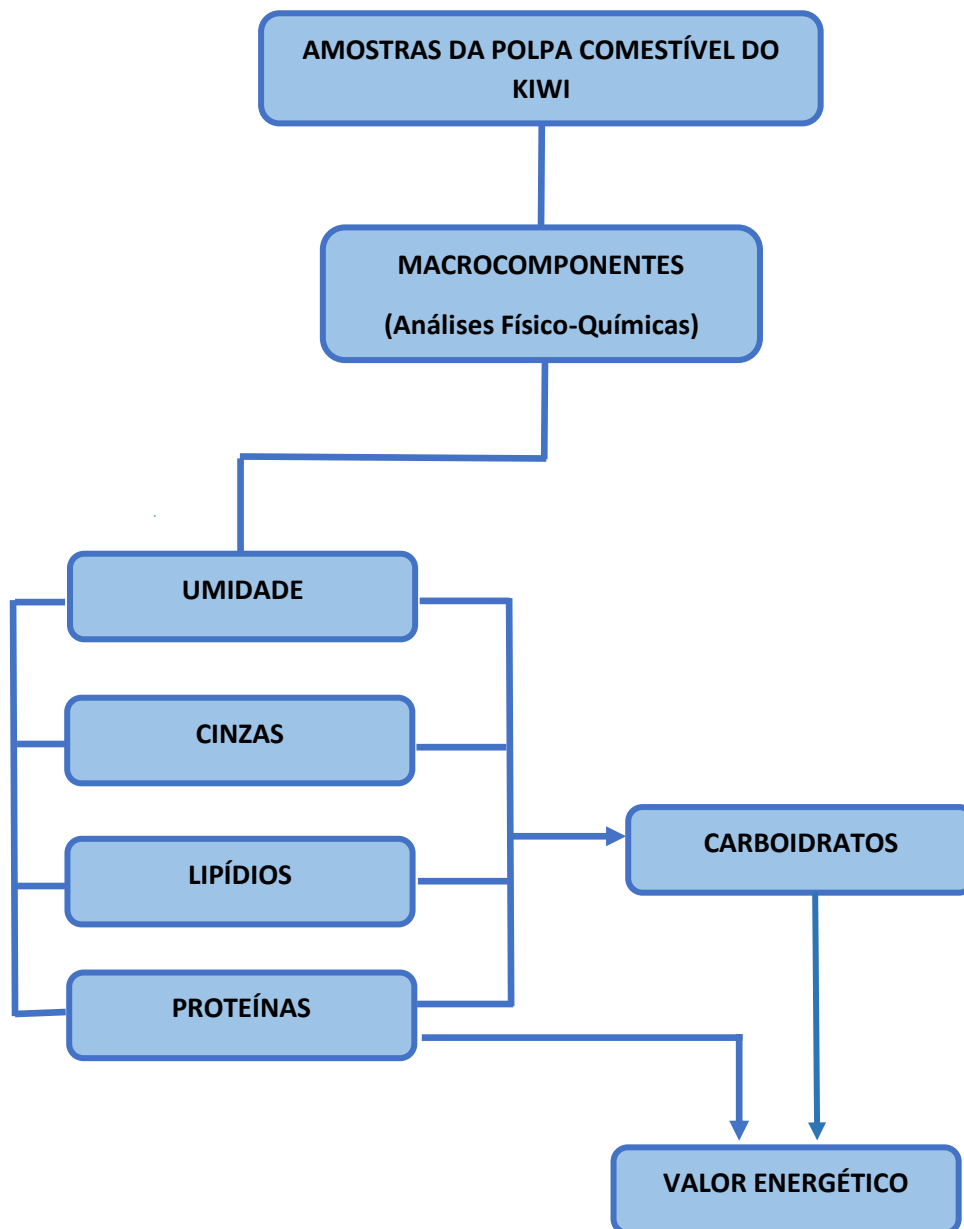 AMOSTRAS DA POLPA COMESTÍVEL DO
KIWI
MACROCOMPONENTES
(Análises Físico-Químicas)
UMIDADE
CINZAS
LIPÍDIOS
CARBOIDRATOS
PROTEÍNAS
VALOR ENERGÉTICO